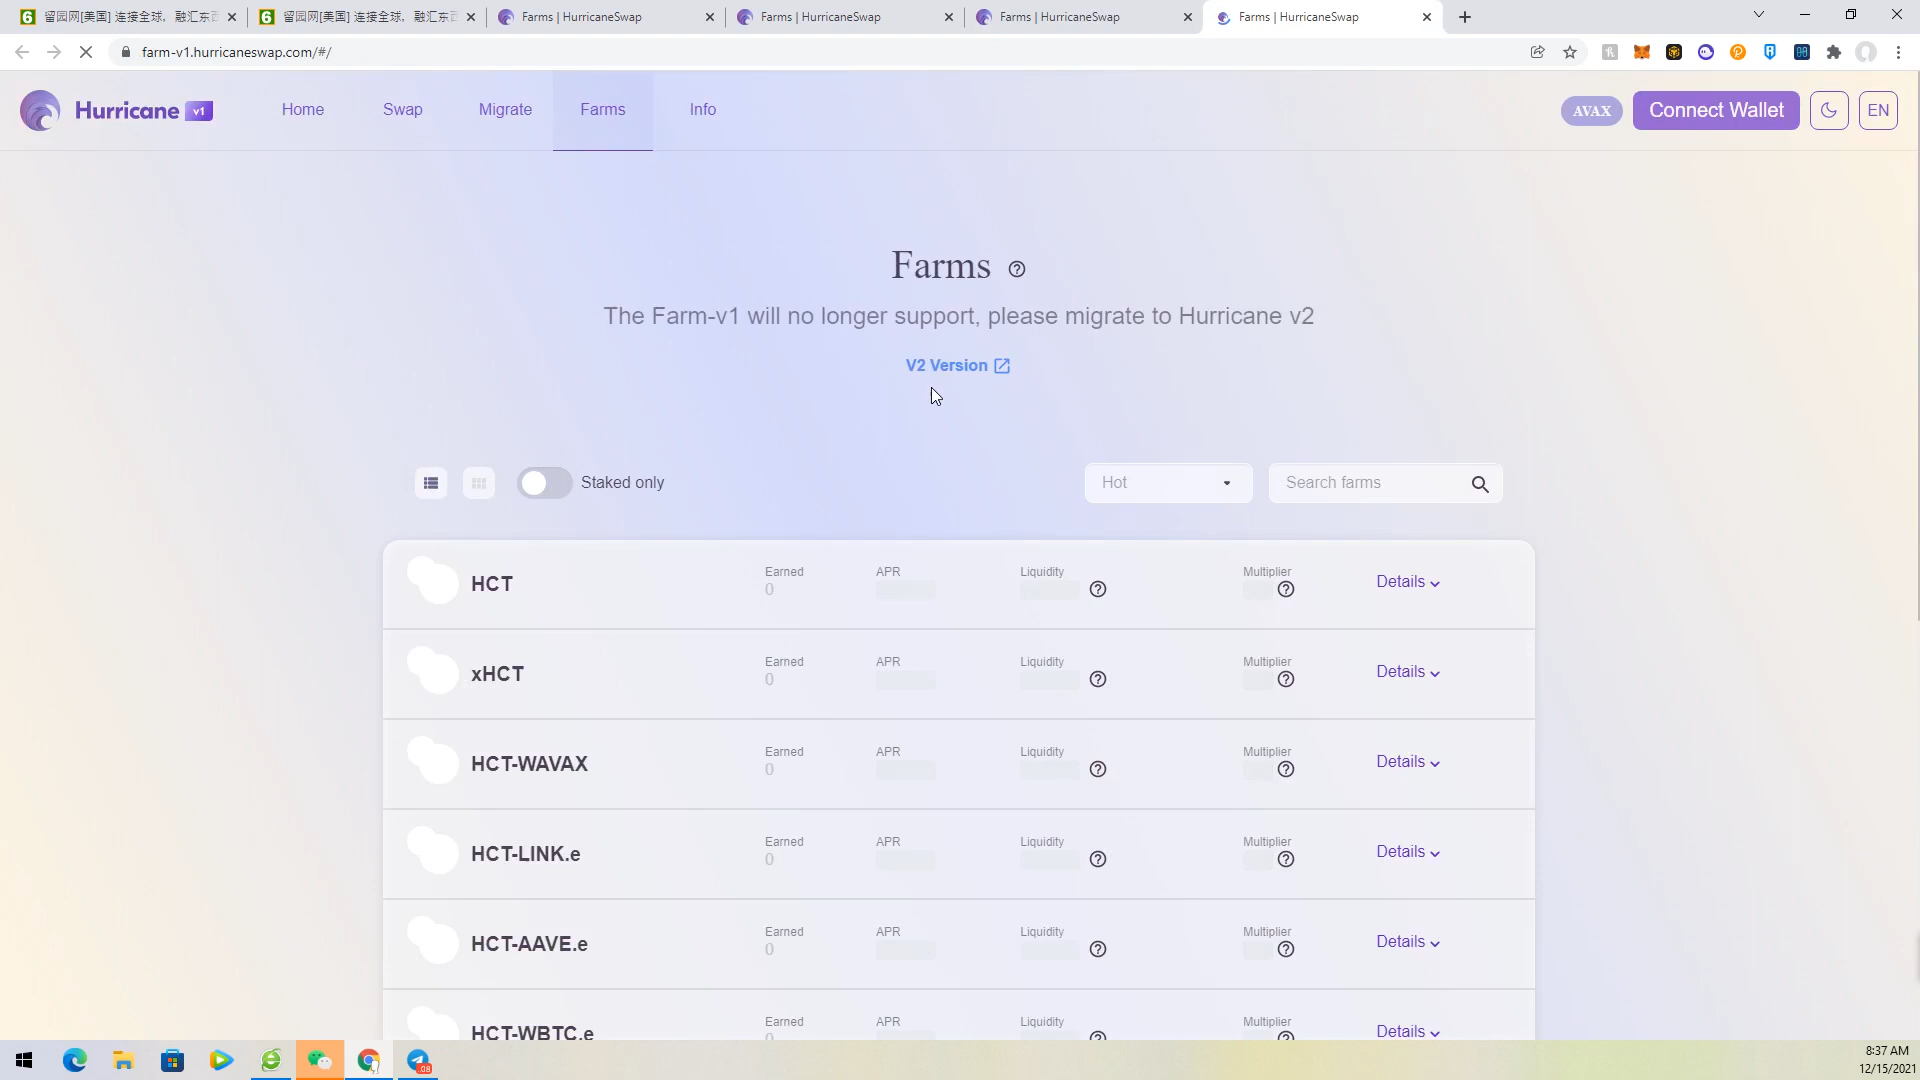 留园网[美国] 连接全球，融汇东西
留园网[美国] 连接全球，融汇东西
Farms | HurricaneSwap
Farms | HurricaneSwap
Farms | HurricaneSwap
Farms | HurricaneSwap
farm-v1.hurricaneswap.com/#/
Hurricane v1
Home
Swap
Migrate
Farms
Info
AVAX
Connect Wallet
EN
Farms
The Farm-v1 will no longer support, please migrate to Hurricane v2
V2 Version
Staked only
Hot
Search farms
HCT Earned 0 APR Liquidity Multiplier Details
xHCT Earned 0 APR Liquidity Multiplier Details
HCT-WAVAX Earned 0 APR Liquidity Multiplier Details
HCT-LINK.e Earned 0 APR Liquidity Multiplier Details
HCT-AAVE.e Earned 0 APR Liquidity Multiplier Details
HCT-WBTC.e Earned 0 APR Liquidity Multiplier Details
8:37 AM
12/15/2021